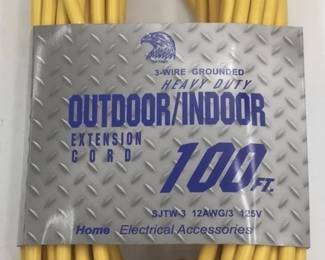 3-WIRE GROUNDED
HEAVY DUTY
OUTDOOR/INDOOR
EXTENSION
CORD
100 FT.
SJTW-3 12AWG/3 125V
Home Electrical Accessories